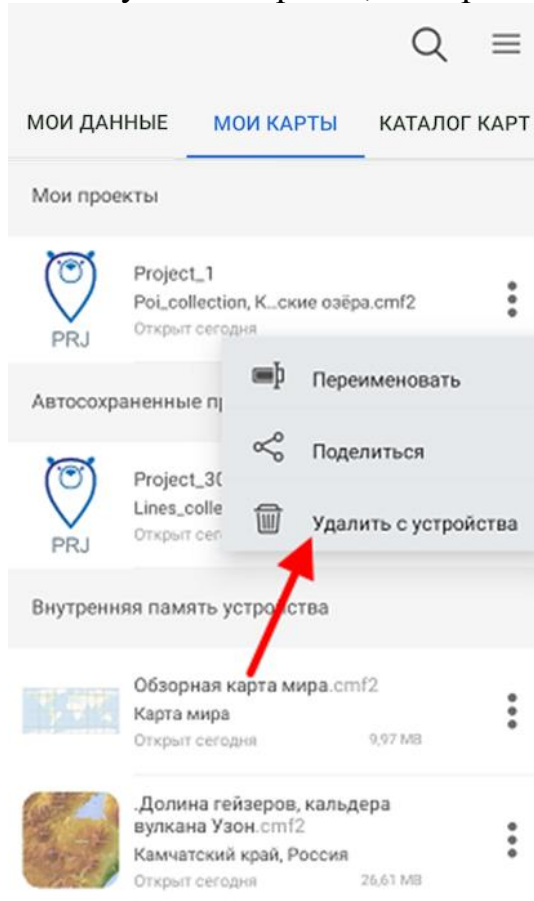 МОИ ДАННЫЕ МОИ КАРТЫ КАТАЛОГ КАРТ
Мои проекты
Project_1
Poi_collection, К...ские озёра.cmf2
Открыт сегодня
PRJ
Переименовать
Автосохраненные
Поделиться
Project_30
Lines_colle
Открыт
PRJ
Удалить с устройства
Внутренняя память устройства
Обзорная карта мира.cmf2
Карта мира
Открыт сегодня 9,97 MB
.Долина гейзеров, кальдера
вулкана Узон.cmf2
Камчатский край, Россия
Открыт сегодня 26,61 MB